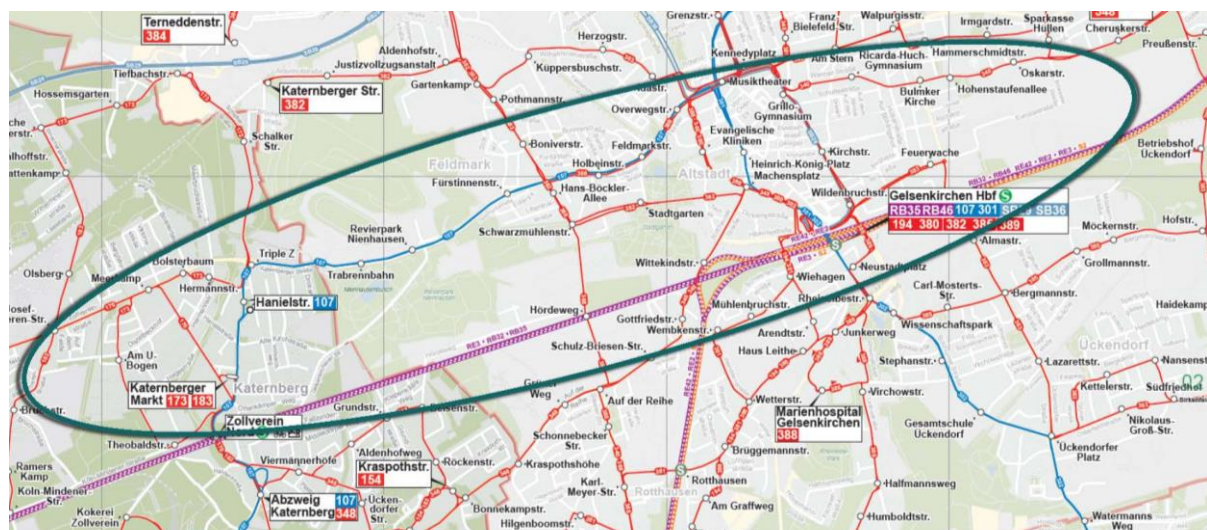 Terneddenstr.
384
Tiefbachstr.
Hossemsgarten
Katernberger Str.
382
Schalker
Str.
Aldenhofstr.
Justizvollzugsanstalt
Gartenkamp
Pothmannstr.
Herzogstr.
Küppersbuschstr.
Grenzstr.
Kennedyplatz
Musiktheater
Overwegstr.
Grillo-
Gymnasium
Franz
Bielefeld Str.
Am Stern
Walpurgisstr.
Ricarda-Huch-
Gymnasium
Irmgardstr.
Hammerschmidtstr.
Sparkasse
Hüllen
Cheruskerstr.
Preußenstr.
Oskarstr.
Hohenstaufenallee
Bulmker
Kirche
Betriebshof
Ückendorf
Boniverstr.
Feldmark
Fürstinnenstr.
Holbeinstr.
Feldmarkstr.
Evangelische
Kliniken
Heinrich-König-Platz
Machensplatz
Altstadt
Kirchstr.
Feuerwache
Wildenbruchstr.
Hans-Böckler-
Allee
Stadtgarten
Schwarzmühlenstr.
Gelsenkirchen Hbf S
RB35 RB46 107 301 SB29 SB36
194 380 382 385 389
Revierpark
Nienhausen
Trabrennbahn
Triple Z
Olsberg
Bolsterbaum
Hermannstr.
Hanielstr. 107
Am U-
Bogen
Katernberger
Markt 173 183
Katernberg
Zollverein
Nord
Theobaldstr.
Wittekindstr.
Wiehagen
Neustadtplatz
Almastr.
Möckernstr.
Hofstr.
Grollmannstr.
Hördeweg
Gottfriedstr.
Mühlenbruchstr.
Wembkenstr.
Rheinelbestr.
Carl-Mosterts-
Str.
Bergmannstr.
Haidekamp
Wissenschaftspark
Arendtstr.
Junkerweg
Haus Leithe
Schulz-Briesen-Str.
Stephanstr.
Ückendorf
Lazarettstr.
Nansenstr.
Kettelerstr.
Südfriedhof
02
Auf der Reihe
Wetterstr.
Marienhospital
Gelsenkirchen
388
Virchowstr.
Gesamtschule
Ückendorf
Nikolaus-
Groß-Str.
Ückendorfer
Platz
Grundstr.
Viermannerhöfe
Aldenhofweg
Röckenstr.
Kraspothstr.
154
Schonnebecker
Str.
Kraspothshöhe
Brüggemannstr.
Rotthausen
Karl-
Meyer-Str.
Am Graffweg
Halfmannsweg
Humboldtstr.
Watermanns
Weg
Hilgenboomstr.
Bonnekampstr.
Abzweig 107
Katernberg 348
Kokerei
Zollverein
Köln-Mindener-
Str.
Ramers
Kamp